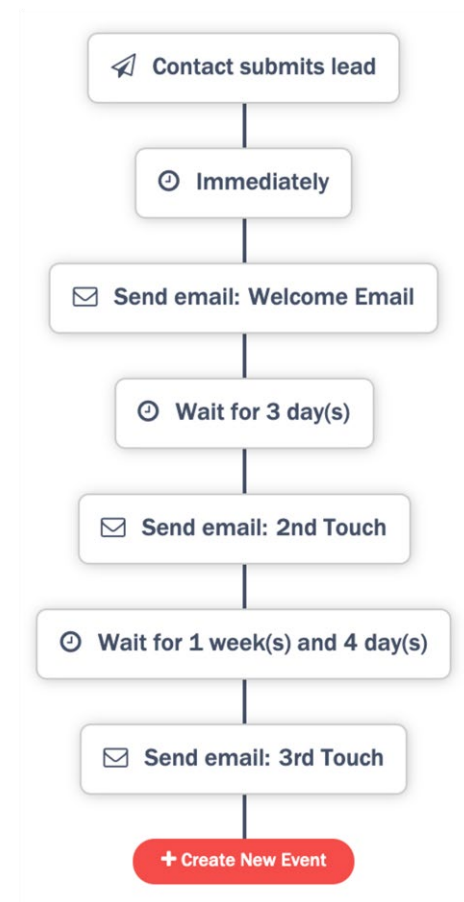 Contact submits lead
Immediately
Send email: Welcome Email
Wait for 3 day(s)
Send email: 2nd Touch
Wait for 1 week(s) and 4 day(s)
Send email: 3rd Touch
+ Create New Event